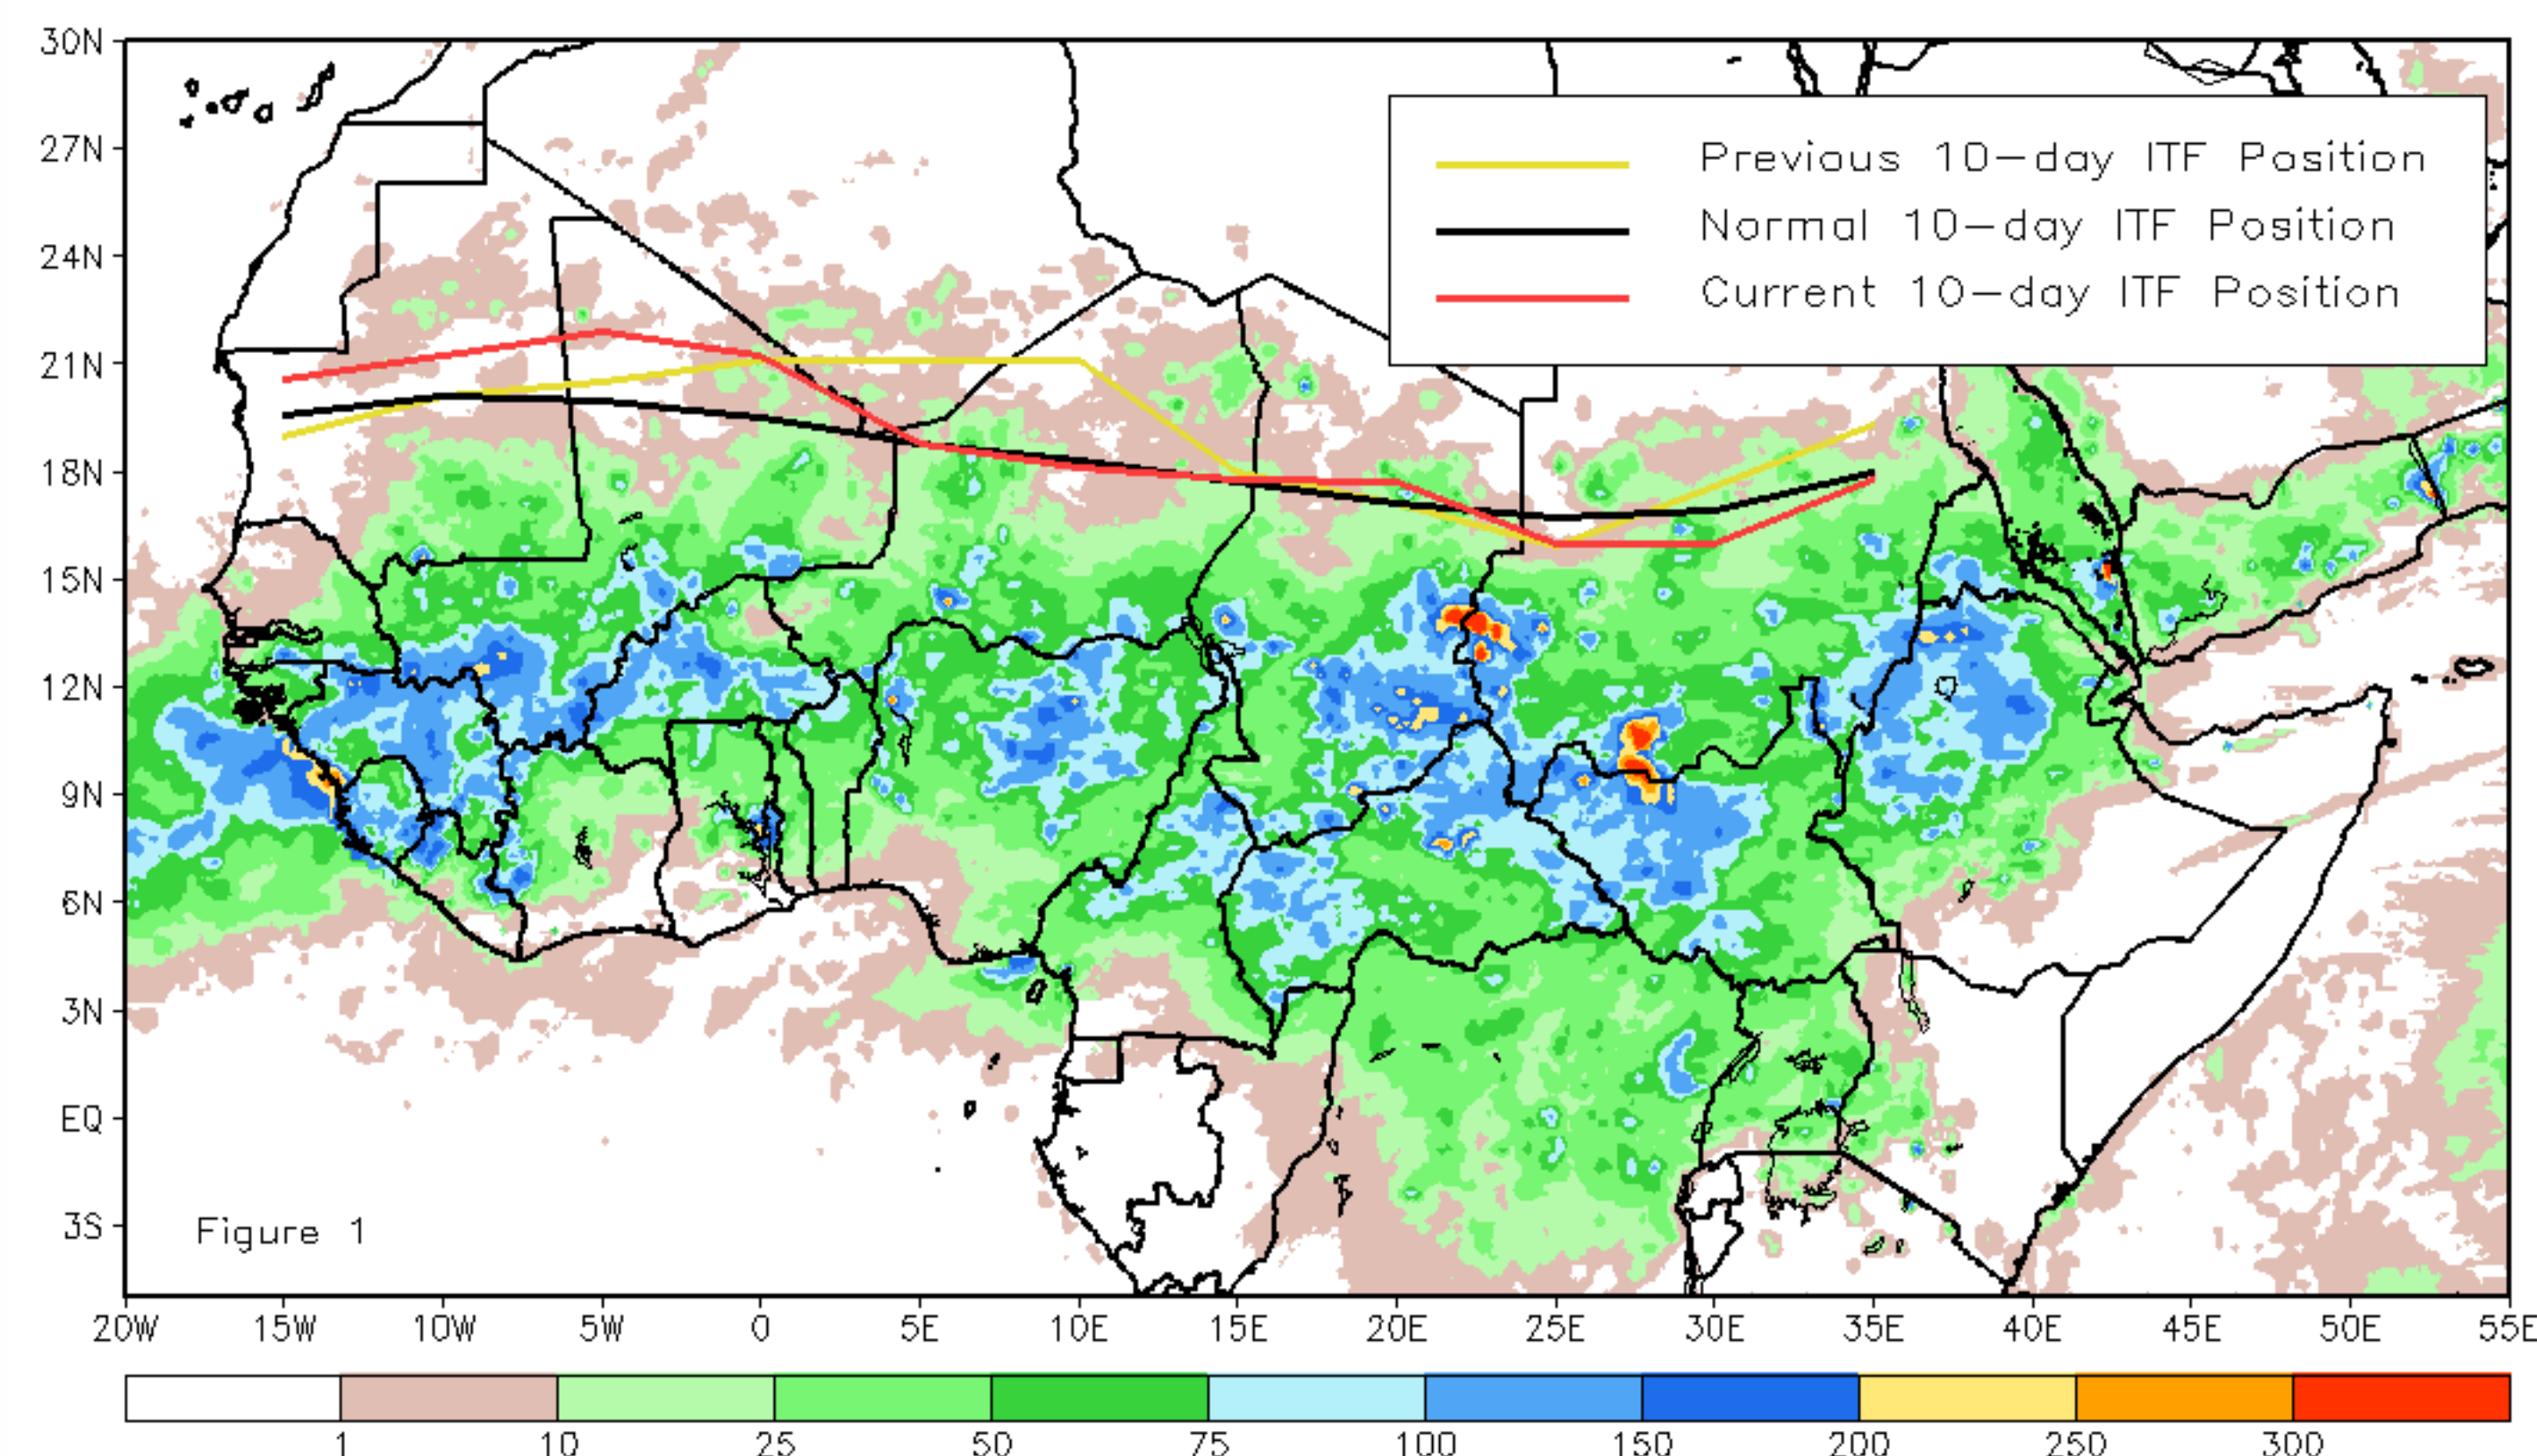 30N
27N
24N
21N
18N
15N
12N
9N
6N
3N
EQ
3S
Previous 10-day ITF Position
Normal 10-day ITF Position
Current 10-day ITF Position
Figure 1
20W 15W 10W 5W 0 5E 10E 15E 20E 25E 30E 35E 40E 45E 50E 55E
1 10 25 50 75 100 150 200 250 300